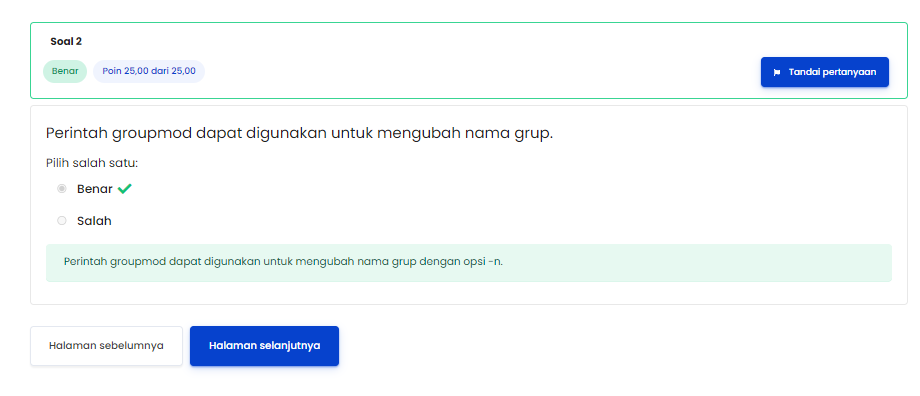 Soal 2
Benar
Poin 25,00 dari 25,00
Tandai pertanyaan
Perintah groupmod dapat digunakan untuk mengubah nama grup.
Pilih salah satu:
Benar
Salah
Perintah groupmod dapat digunakan untuk mengubah nama grup dengan opsi -n.
Halaman sebelumnya
Halaman selanjutnya